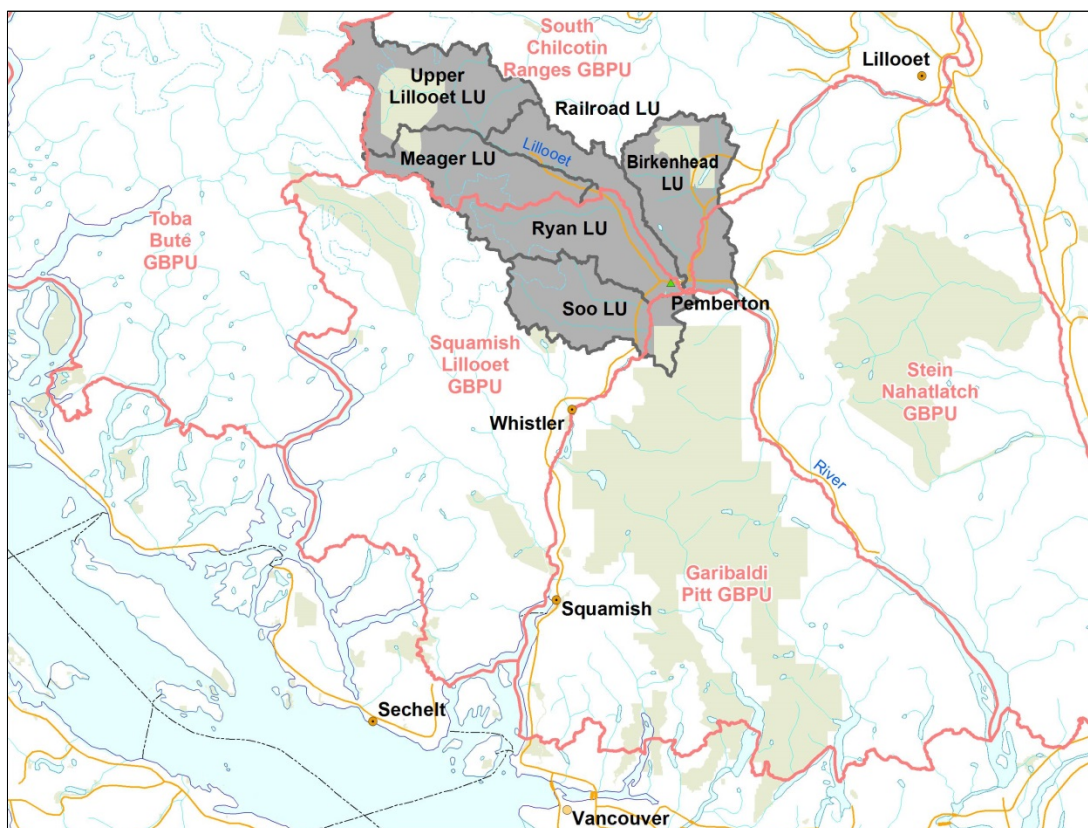 South
Chilcotin
Ranges GBPU
Lillooet
Upper
Lillooet LU
Railroad LU
Meager LU
Lillooet
Birkenhead
LU
Toba
Bute
GBPU
Ryan LU
Soo LU
Pemberton
Squamish
Lillooet
GBPU
Stein
Nahatlatch
GBPU
Whistler
River
Garibaldi
Pitt GBPU
Squamish
Sechelt
Vancouver